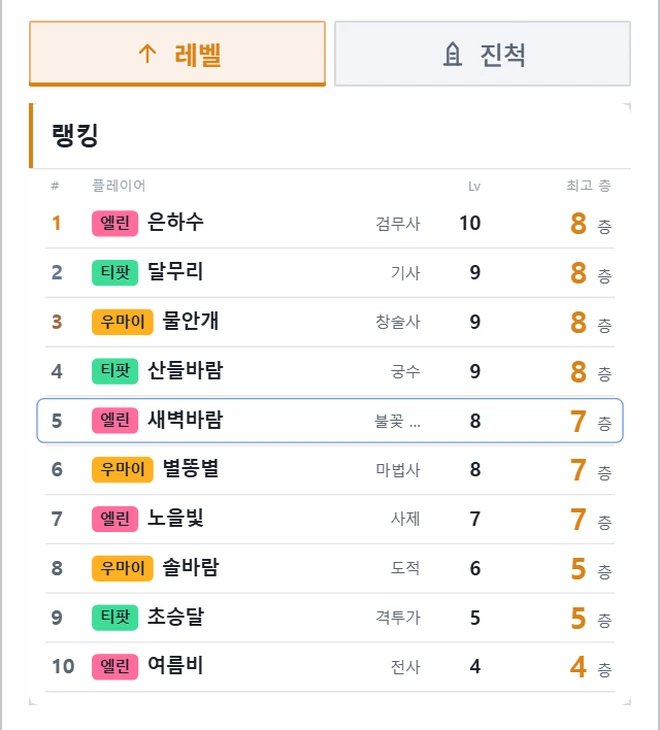 레벨 진척
랭킹
# 플레이어 Lv 최고 층
1 엘린 은하수 검무사 10 8 층
2 티팟 달무리 기사 9 8 층
3 우마이 물안개 창술사 9 8 층
4 티팟 산들바람 궁수 9 8 층
5 엘린 새벽바람 불꽃 ... 8 7 층
6 우마이 별똥별 마법사 8 7 층
7 엘린 노을빛 사제 7 7 층
8 우마이 솔바람 도적 6 5 층
9 티팟 초승달 격투가 5 5 층
10 엘린 여름비 전사 4 4 층